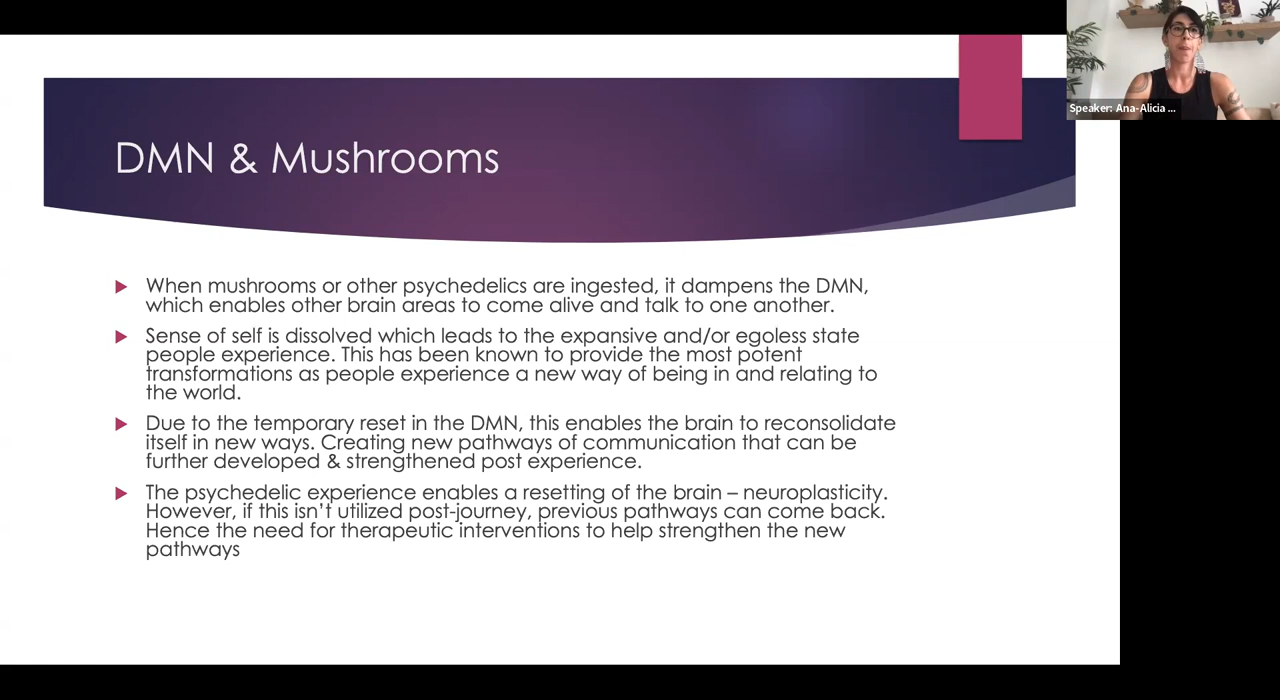 Speaker: Ana-Alicia ...
DMN & Mushrooms
When mushrooms or other psychedelics are ingested, it dampens the DMN,
which enables other brain areas to come alive and talk to one another.
Sense of self is dissolved which leads to the expansive and/or egoless state
people experience. This has been known to provide the most potent
transformations as people experience a new way of being in and relating to
the world.
Due to the temporary reset in the DMN, this enables the brain to reconsolidate
itself in new ways. Creating new pathways of communication that can be
further developed & strengthened post experience.
The psychedelic experience enables a resetting of the brain – neuroplasticity.
However, if this isn’t utilized post-journey, previous pathways can come back.
Hence the need for therapeutic interventions to help strengthen the new
pathways